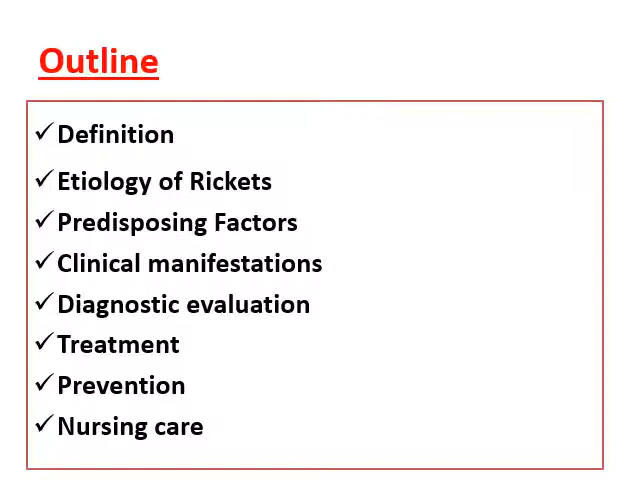 Outline
✓Definition
✓Etiology of Rickets
✓Predisposing Factors
✓Clinical manifestations
✓Diagnostic evaluation
✓Treatment
✓Prevention
✓Nursing care